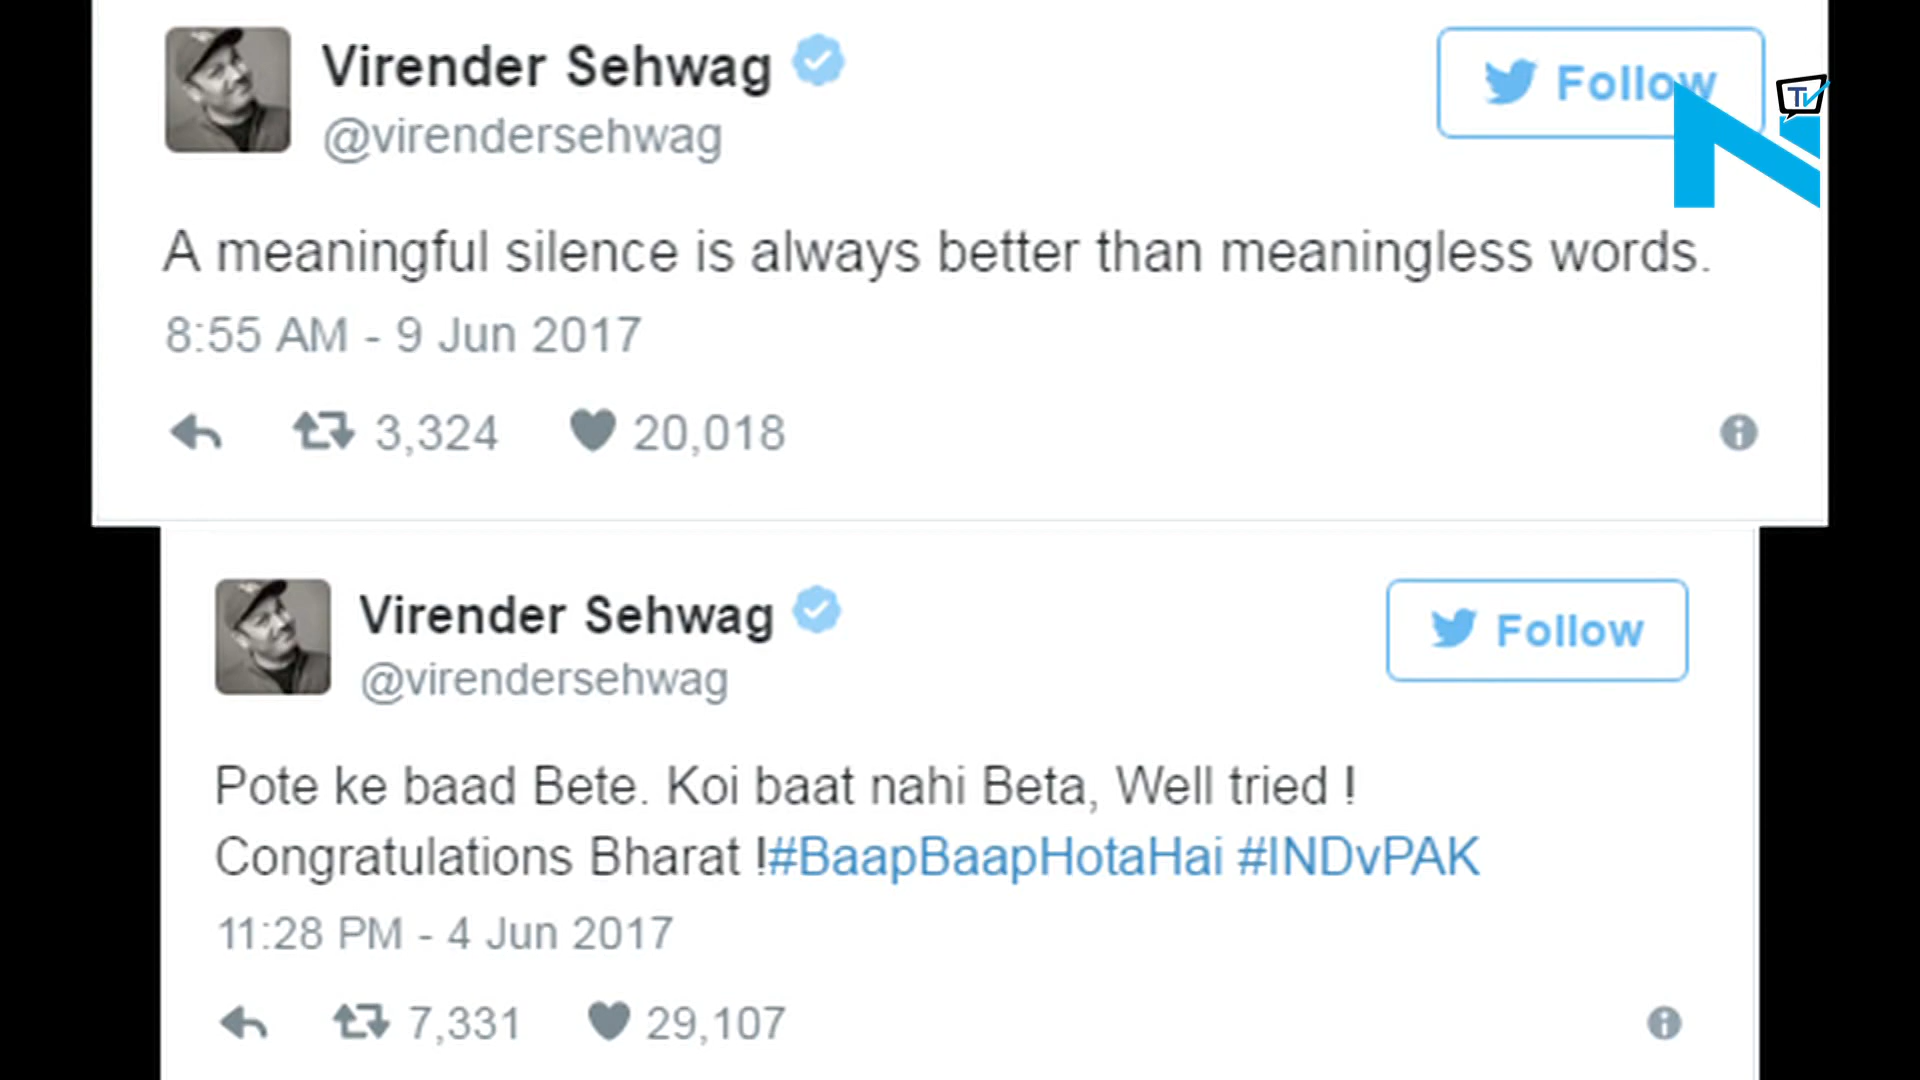 Virender Sehwag
@virendersehwag
Follow
TV
A meaningful silence is always better than meaningless words.
8:55 AM - 9 Jun 2017
3,324 20,018
Virender Sehwag
@virendersehwag
Follow
Pote ke baad Bete. Koi baat nahi Beta, Well tried !
Congratulations Bharat !#BaapBaapHotaHai #INDvPAK
11:28 PM - 4 Jun 2017
7,331 29,107